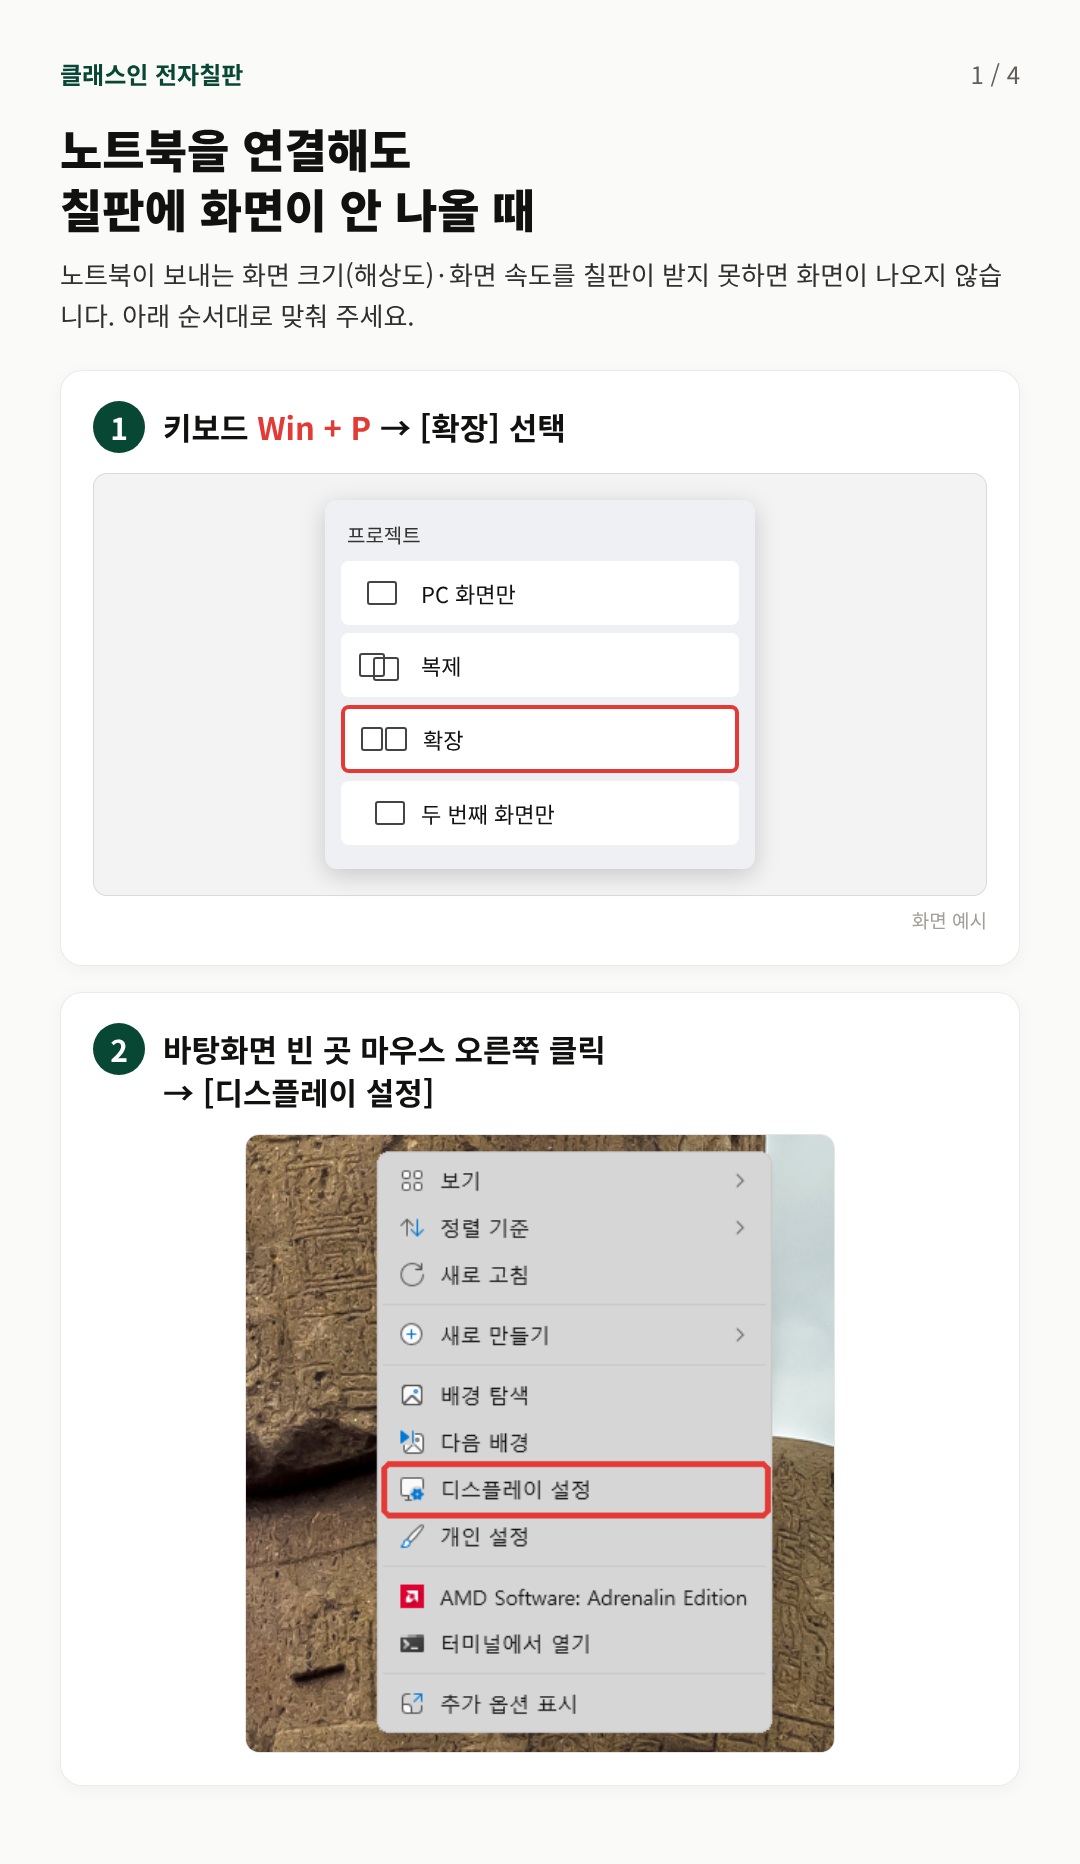 클래스인 전자칠판
1 / 4
노트북을 연결해도
칠판에 화면이 안 나올 때
노트북이 보내는 화면 크기(해상도)·화면 속도를 칠판이 받지 못하면 화면이 나오지 않습
니다. 아래 순서대로 맞춰 주세요.
1 키보드 Win + P → [확장] 선택
프로젝트
PC 화면만
복제
확장
두 번째 화면만
화면 예시
2 바탕화면 빈 곳 마우스 오른쪽 클릭
→ [디스플레이 설정]
보기
정렬 기준
새로 고침
새로 만들기
배경 탐색
다음 배경
디스플레이 설정
개인 설정
AMD Software: Adrenalin Edition
터미널에서 열기
추가 옵션 표시